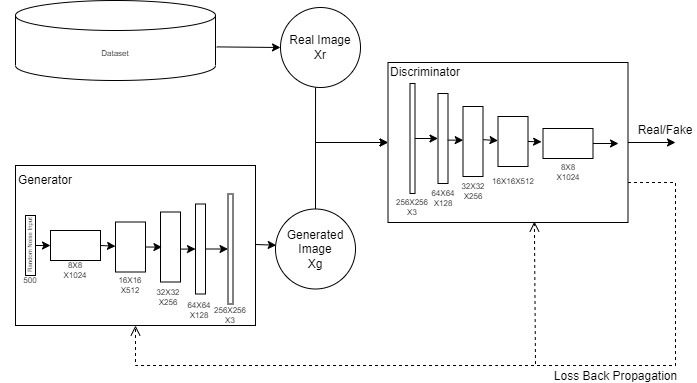 Dataset
Real Image
Xr
Discriminator
256X256
X3
64X64
X128
32X32
X256
16X16X512
8X8
X1024
Real/Fake
Generator
Random Noise Input
500
8X8
X1024
16X16
X512
32X32
X256
64X64
X128
256X256
X3
Generated
Image
Xg
Loss Back Propagation